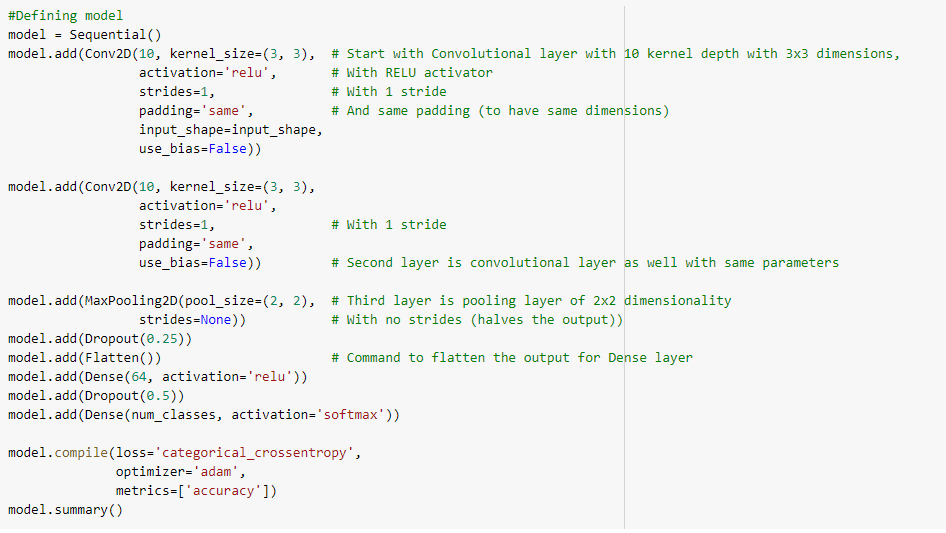 #Defining model
model = Sequential()
model.add(Conv2D(10, kernel_size=(3, 3),  # Start with Convolutional layer with 10 kernel depth with 3x3 dimensions,
                 activation='relu',       # With RELU activator
                 strides=1,               # With 1 stride
                 padding='same',          # And same padding (to have same dimensions)
                 input_shape=input_shape,
                 use_bias=False))

model.add(Conv2D(10, kernel_size=(3, 3),
                 activation='relu',
                 strides=1,               # With 1 stride
                 padding='same',
                 use_bias=False))         # Second layer is convolutional layer as well with same parameters

model.add(MaxPooling2D(pool_size=(2, 2),  # Third layer is pooling layer of 2x2 dimensionality
                 strides=None))           # With no strides (halves the output))
model.add(Dropout(0.25))
model.add(Flatten())                      # Command to flatten the output for Dense layer
model.add(Dense(64, activation='relu'))
model.add(Dropout(0.5))
model.add(Dense(num_classes, activation='softmax'))

model.compile(loss='categorical_crossentropy',
              optimizer='adam',
              metrics=['accuracy'])
model.summary()